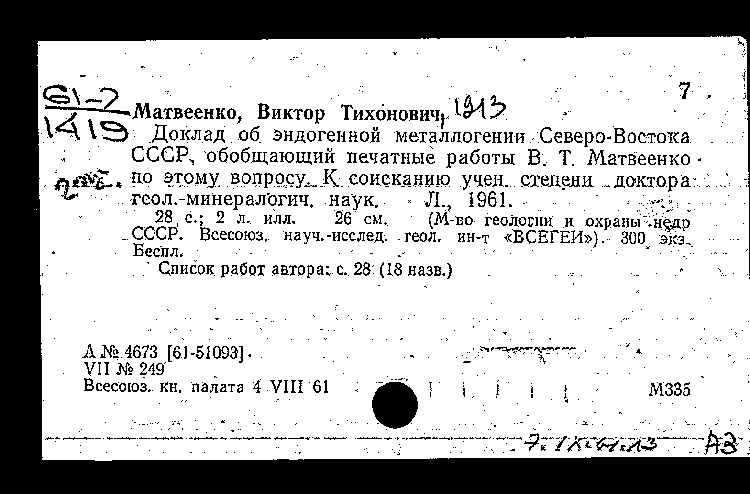 7
61-2
1419
Матвеенко, Виктор Тихонович, 1913
Доклад об эндогенной металлогении Северо-Востока
СССР, обобщающий печатные работы В. Т. Матвеенко
по этому вопросу. К соисканию учен. степени доктора
геол.-минералогич. наук. Л., 1961.
28 с.; 2 л. илл. 26 см. (М-во геологии и охраны недр
СССР. Всесоюз. науч.-исслед. геол. ин-т «ВСЕГЕИ»). 300 экз.
Беспл.
Список работ автора: с. 28 (18 назв.)
Д № 4673 [61-51093]
VII № 249
Всесоюз. кн. палата 4 VIII 61
М335
АЗ